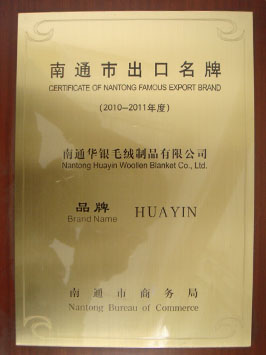 南通市出口名牌
CERTIFICATE OF NANTONG FAMOUS EXPORT BRAND
(2010—2011年度)
南通华银毛绒制品有限公司
Nantong Huayin Woollen Blanket Co., Ltd.
品牌 HUAYIN
Brand Name
南通市商务局
Nantong Bureau of Commerce